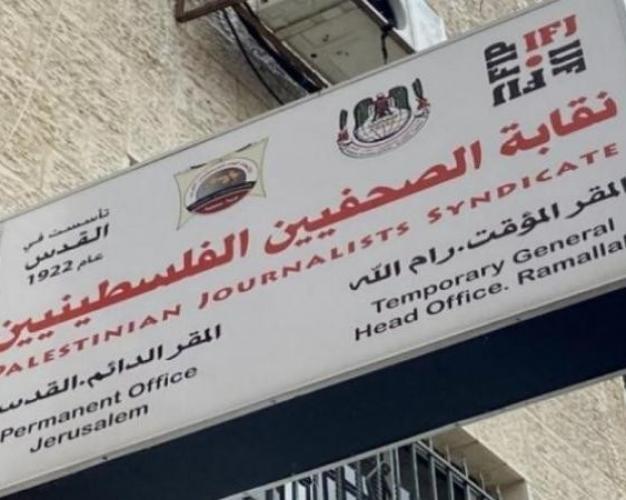 IFJ
FIP
تأسست في
القدس
عام 1922
نقابة الصحفيين الفلسطينيين
PALESTINIAN JOURNALISTS SYNDICATE
المقر المؤقت.رام الله
Temporary General
Head Office. Ramallah
المقر الدائم.القدس
Permanent Office
Jerusalem